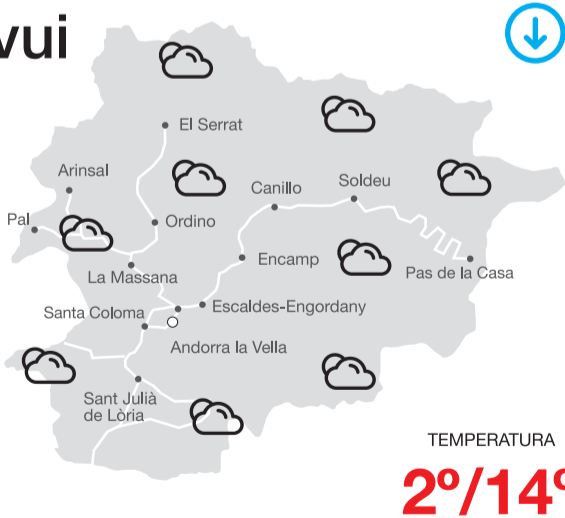 vui
El Serrat
Arinsal
Canillo
Soldeu
Pal
Ordino
Encamp
La Massana
Pas de la Casa
Santa Coloma
Escaldes-Engordany
Andorra la Vella
Sant Julià
de Lòria
TEMPERATURA
2º/14º